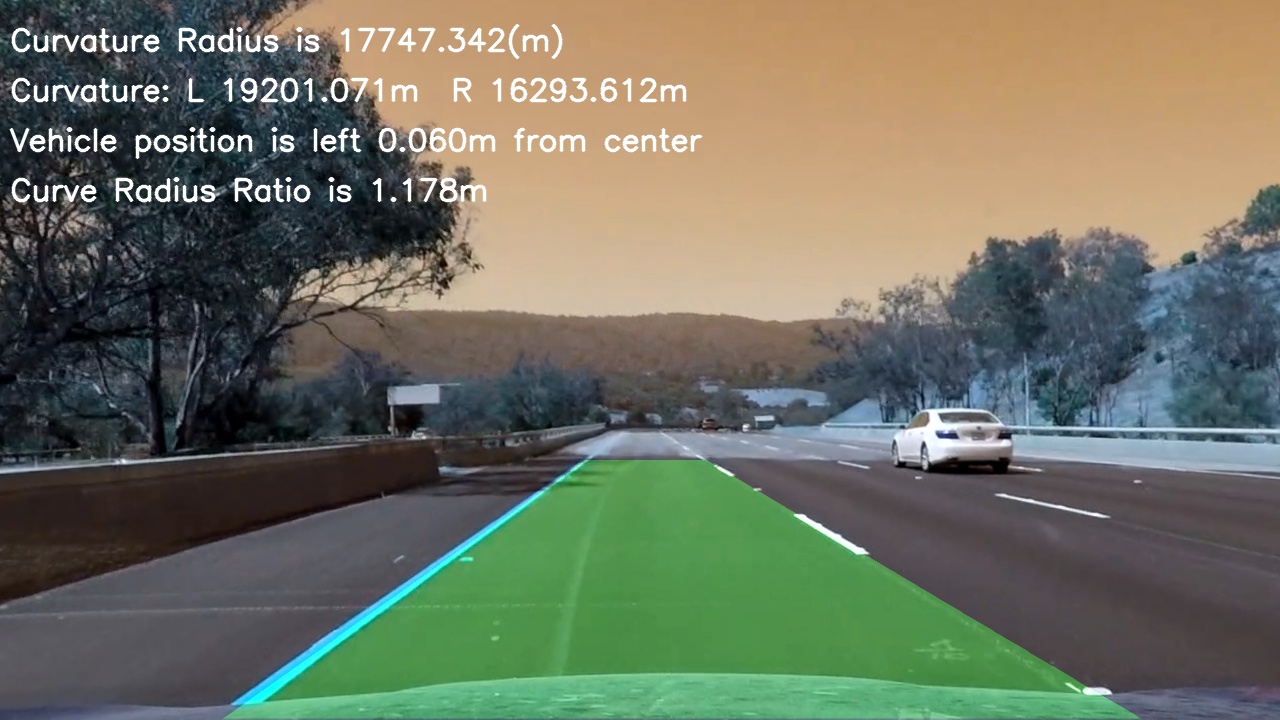 Curvature Radius is 17747.342(m)
Curvature: L 19201.071m R 16293.612m
Vehicle position is left 0.060m from center
Curve Radius Ratio is 1.178m